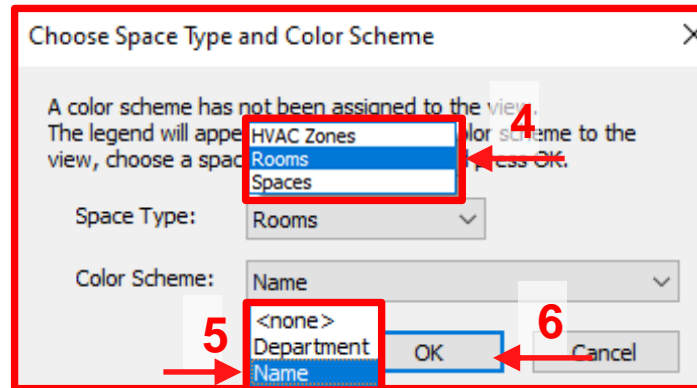 Choose Space Type and Color Scheme
A color scheme has not been assigned to the view.
The legend will appe olor scheme to the
view, choose a spac press OK.
HVAC Zones
Rooms
Spaces
4
Space Type:
Rooms
Color Scheme:
Name
<none>
Department
Name
5
OK
6
Cancel